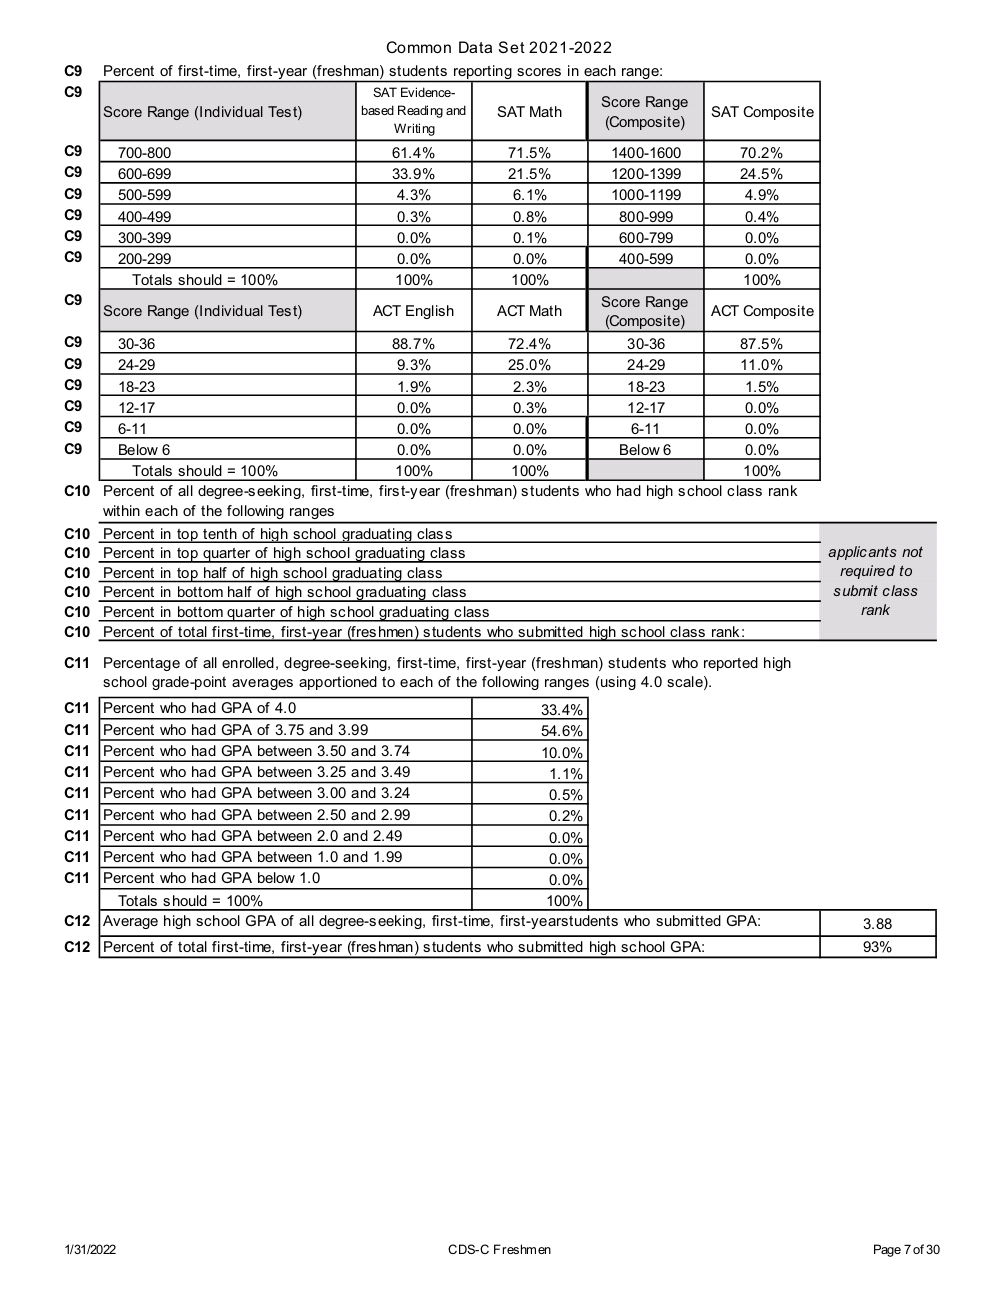 Common Data Set 2021-2022
C9 Percent of first-time, first-year (freshman) students reporting scores in each range:
C9 Score Range (Individual Test) SAT Evidence-based Reading and Writing SAT Math Score Range (Composite) SAT Composite
C9 700-800 61.4% 71.5% 1400-1600 70.2%
C9 600-699 33.9% 21.5% 1200-1399 24.5%
C9 500-599 4.3% 6.1% 1000-1199 4.9%
C9 400-499 0.3% 0.8% 800-999 0.4%
C9 300-399 0.0% 0.1% 600-799 0.0%
C9 200-299 0.0% 0.0% 400-599 0.0%
Totals should = 100% 100% 100% 100%
C9 Score Range (Individual Test) ACT English ACT Math Score Range (Composite) ACT Composite
C9 30-36 88.7% 72.4% 30-36 87.5%
C9 24-29 9.3% 25.0% 24-29 11.0%
C9 18-23 1.9% 2.3% 18-23 1.5%
C9 12-17 0.0% 0.3% 12-17 0.0%
C9 6-11 0.0% 0.0% 6-11 0.0%
C9 Below 6 0.0% 0.0% Below 6 0.0%
Totals should = 100% 100% 100% 100%
C10 Percent of all degree-seeking, first-time, first-year (freshman) students who had high school class rank
within each of the following ranges
C10 Percent in top tenth of high school graduating class
C10 Percent in top quarter of high school graduating class
C10 Percent in top half of high school graduating class
C10 Percent in bottom half of high school graduating class
C10 Percent in bottom quarter of high school graduating class
C10 Percent of total first-time, first-year (freshmen) students who submitted high school class rank:
applicants not
required to
submit class
rank
C11 Percentage of all enrolled, degree-seeking, first-time, first-year (freshman) students who reported high
school grade-point averages apportioned to each of the following ranges (using 4.0 scale).
C11 Percent who had GPA of 4.0 33.4%
C11 Percent who had GPA of 3.75 and 3.99 54.6%
C11 Percent who had GPA between 3.50 and 3.74 10.0%
C11 Percent who had GPA between 3.25 and 3.49 1.1%
C11 Percent who had GPA between 3.00 and 3.24 0.5%
C11 Percent who had GPA between 2.50 and 2.99 0.2%
C11 Percent who had GPA between 2.0 and 2.49 0.0%
C11 Percent who had GPA between 1.0 and 1.99 0.0%
C11 Percent who had GPA below 1.0 0.0%
Totals should = 100% 100%
C12 Average high school GPA of all degree-seeking, first-time, first-yearstudents who submitted GPA: 3.88
C12 Percent of total first-time, first-year (freshman) students who submitted high school GPA: 93%
1/31/2022 CDS-C Freshmen Page 7 of 30